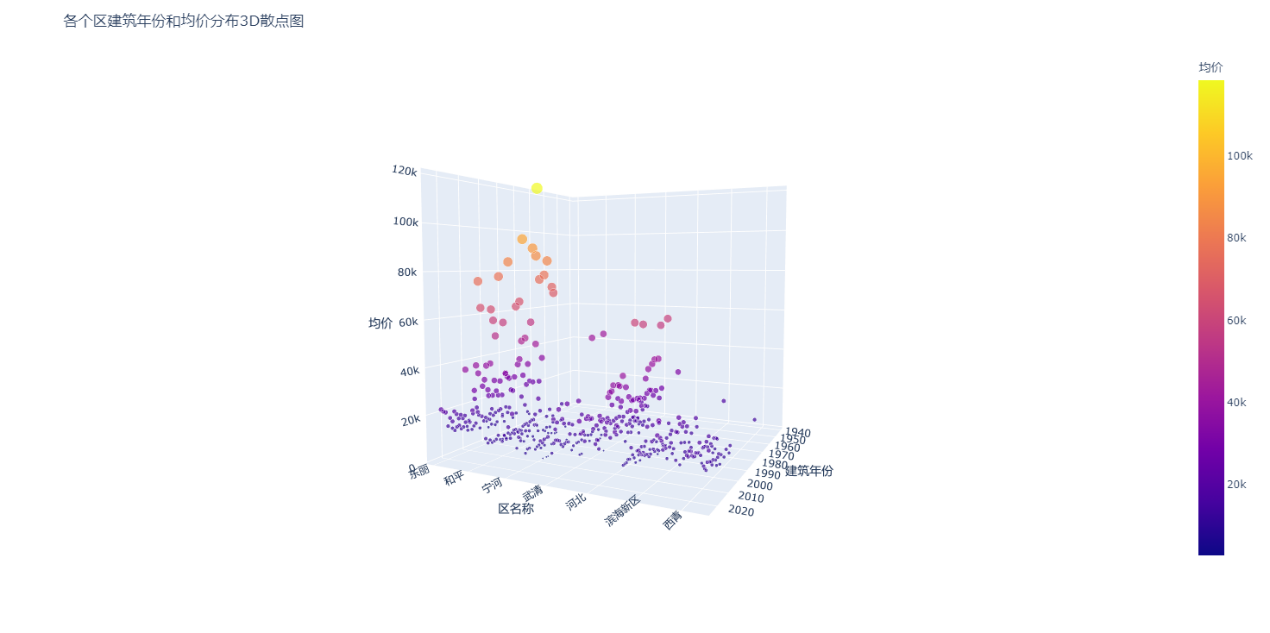 各个区建筑年份和均价分布3D散点图
均价
100k
80k
60k
40k
20k
120k
100k
80k
均价 60k
40k
20k
0
东丽
和平
宁河
武清
河北
滨海新区
西青
区名称
1940
1950
1960
1970
1980
1990
2000
2010
2020
建筑年份